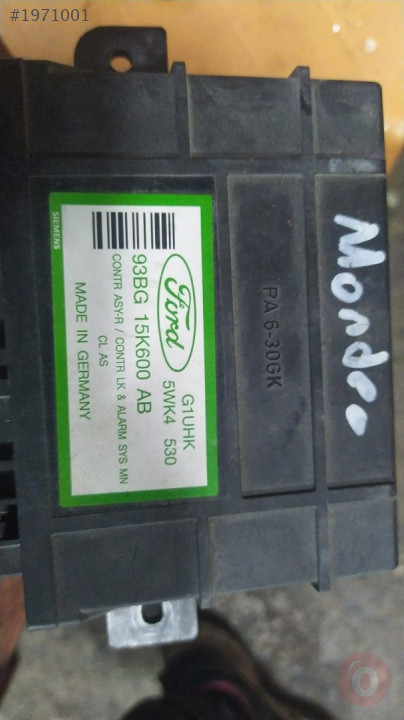 #1971001
SIEMENS
Ford
G1UHK
5WK4 530
93BG 15K600 AB
CONTR ASY-R / CONTR LK & ALARM SYS MN
CL AS
MADE IN GERMANY
PA 6-30GK
Mondeo